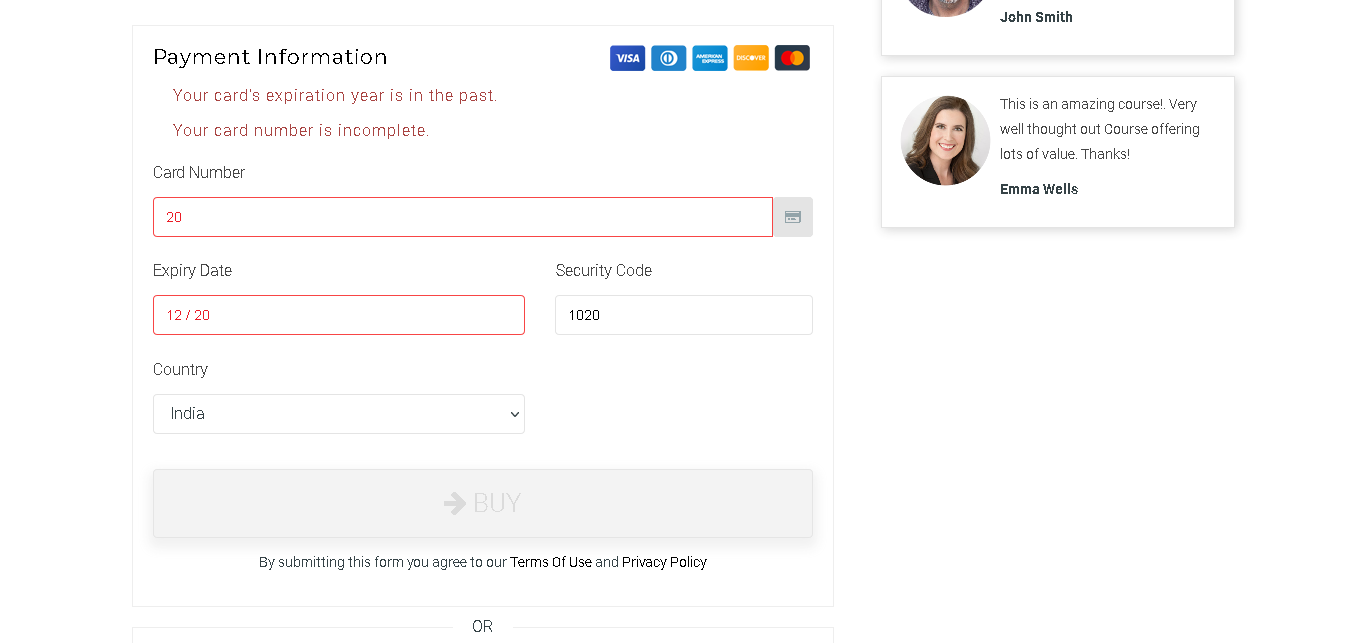 John Smith
Payment Information
VISA
AMERICAN EXPRESS
DISCOVER
Your card's expiration year is in the past.
Your card number is incomplete.
This is an amazing course!. Very
well thought out Course offering
lots of value. Thanks!
Emma Wells
Card Number
20
Expiry Date
Security Code
12 / 20
1020
Country
India
BUY
By submitting this form you agree to our Terms Of Use and Privacy Policy
OR